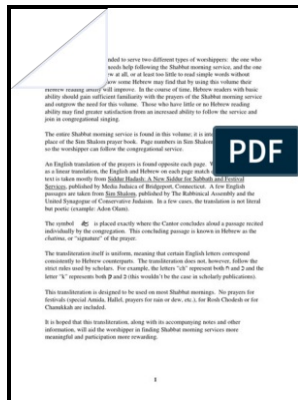 nded to serve two different types of worshippers: the one who
needs help following the Shabbat morning service, and the one
w at all, or at least too little to read simple words without
ow some Hebrew may find that by using this volume their
Hebrew reading ability will improve. In the course of time, Hebrew readers with basic
ability should gain sufficient familiarity with the prayers of the Shabbat morning service
and outgrow the need for this volume. Those who have little or no Hebrew reading
ability may find greater satisfaction from an increased ability to follow the service and
join in congregational singing.
The entire Shabbat morning service is found in this volume; it is inte
place of the Sim Shalom prayer book. Page numbers in Sim Shalom
so the worshipper can follow the congregational service.
PDF
An English translation of the prayers is found opposite each page.
as a linear translation, the English and Hebrew on each page match
text is taken mostly from Siddur Hadash: A New Siddur for Sabbath and Festival
Services, published by Media Judaica of Bridgeport, Connecticut. A few English
passages are taken from Sim Shalom, published by The Rabbinical Assembly and the
United Synagogue of Conservative Judaism. In a few cases, the translation is not literal
but poetic (example: Adon Olam).
The symbol is placed exactly where the Cantor concludes aloud a passage recited
individually by the congregation. This concluding passage is known in Hebrew as the
chatima, or "signature" of the prayer.
The transliteration itself is uniform, meaning that certain English letters correspond
consistently to Hebrew counterparts. The transliteration does not, however, follow the
strict rules used by scholars. For example, the letters "ch" represent both ח and כ and the
letter "k" represents both כ and ק (this wouldn't be the case in scholarly publications).
This transliteration is designed to be used on most Shabbat mornings. No prayers for
festivals (special Amida, Hallel, prayers for rain or dew, etc.), for Rosh Chodesh or for
Chanukkah are included.
It is hoped that this transliteration, along with its accompanying notes and other
information, will aid the worshipper in finding Shabbat morning services more
meaningful and participation more rewarding.